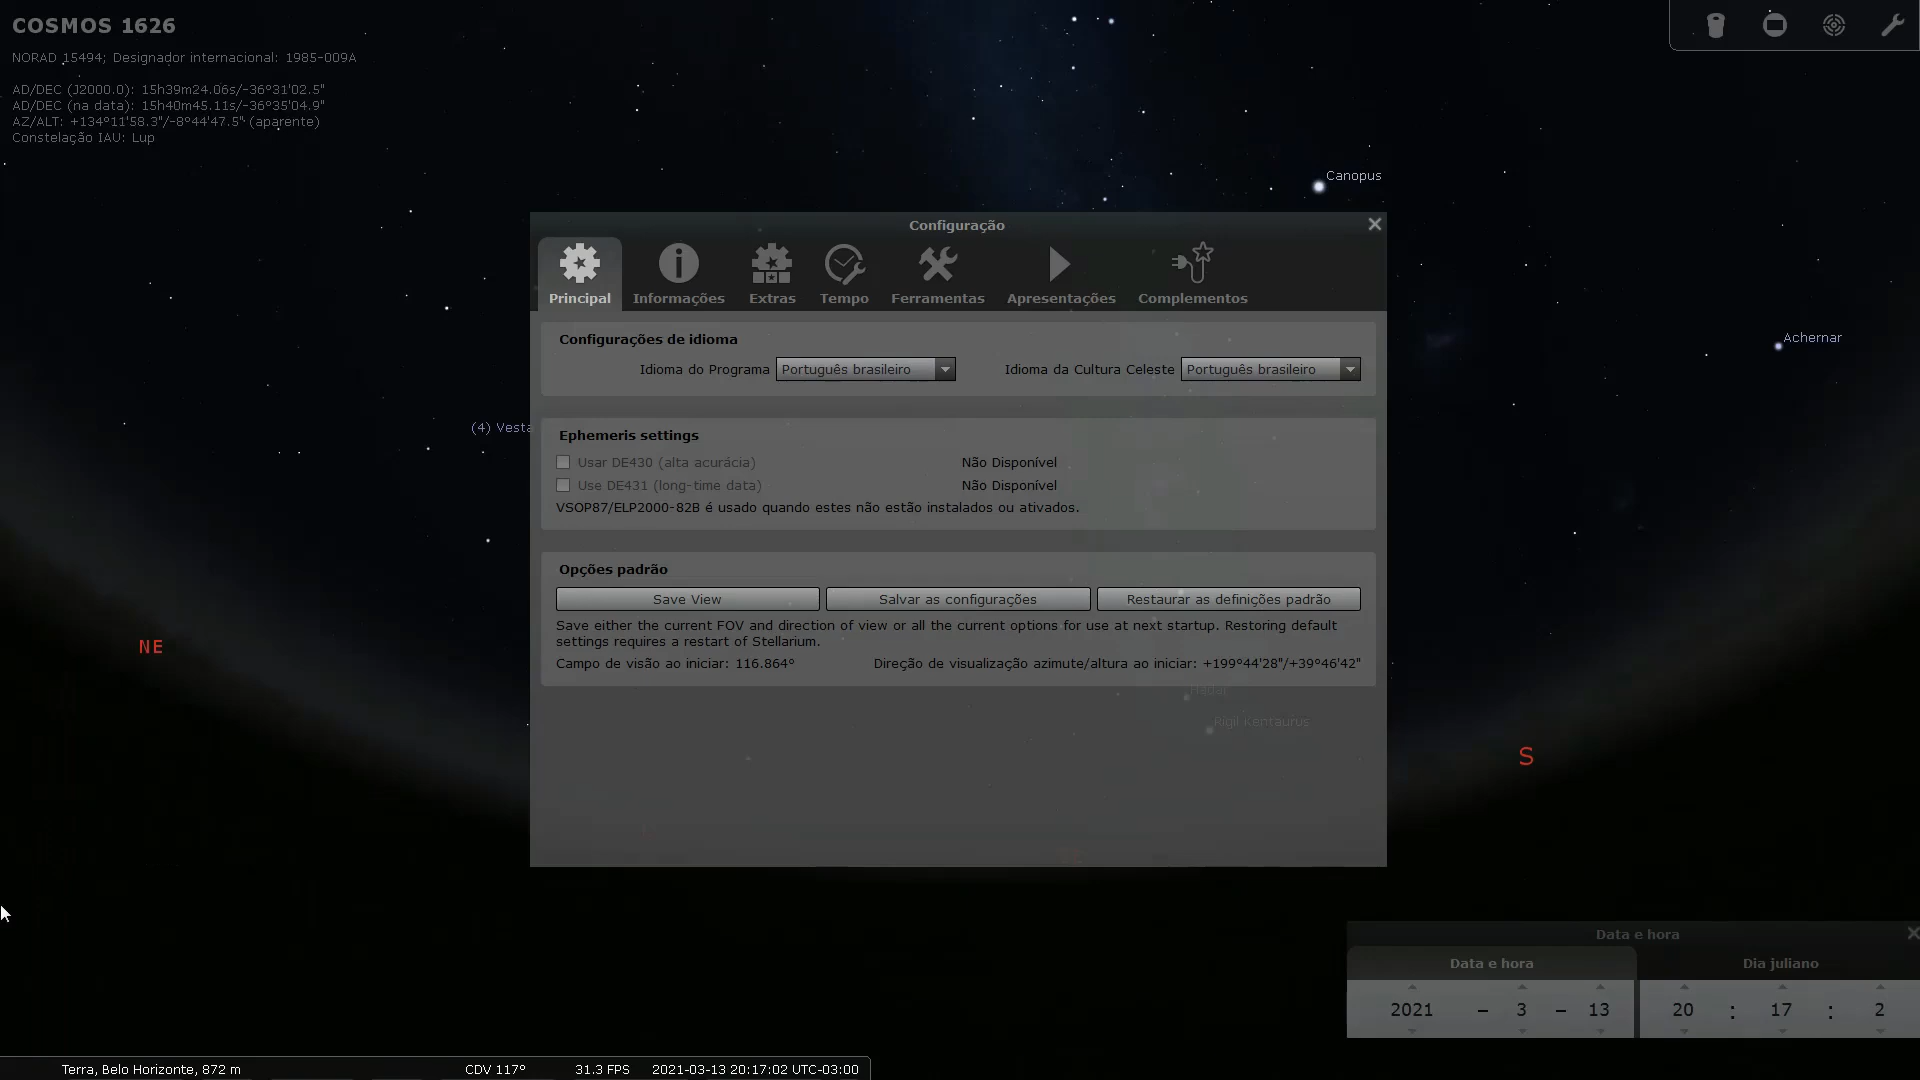 COSMOS 1626
NORAD 15494; Designador internacional: 1985-009A
AD/DEC (J2000.0): 15h39m24.06s/-36°31'02.5"
AD/DEC (na data): 15h40m45.11s/-36°35'04.9"
AZ/ALT: +134°11'58.3"/-8°44'47.5" (aparente)
Constelação IAU: Lup
Canopus
Achernar
(4) Vesta
NE
S
Configuração
Principal
Informações
Extras
Tempo
Ferramentas
Apresentações
Complementos
Configurações de idioma
Idioma do Programa Português brasileiro
Idioma da Cultura Celeste Português brasileiro
Ephemeris settings
Usar DE430 (alta acurácia) Não Disponível
Use DE431 (long-time data) Não Disponível
VSOP87/ELP2000-82B é usado quando estes não estão instalados ou ativados.
Opções padrão
Save View
Salvar as configurações
Restaurar as definições padrão
Save either the current FOV and direction of view or all the current options for use at next startup. Restoring default
settings requires a restart of Stellarium.
Campo de visão ao iniciar: 116.864°
Direção de visualização azimute/altura ao iniciar: +199°44'28"/+39°46'42"
Hadar
Rigil Kentaurus
SE
Data e hora
Data e hora
Dia juliano
2021 - 3 - 13
20 : 17 : 2
Terra, Belo Horizonte, 872 m
CDV 117°
31.3 FPS
2021-03-13 20:17:02 UTC-03:00